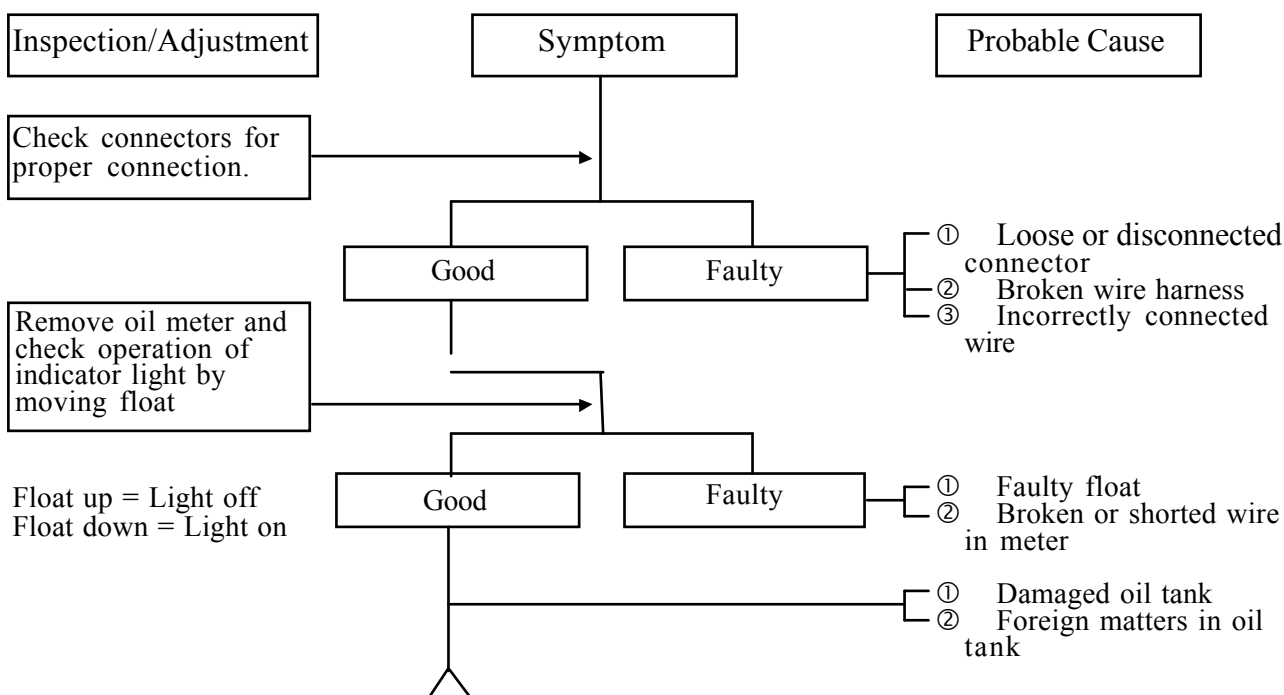 Inspection/Adjustment
Symptom
Probable Cause
Check connectors for
proper connection.
Good
Faulty
① Loose or disconnected
connector
② Broken wire harness
③ Incorrectly connected
wire
Remove oil meter and
check operation of
indicator light by
moving float
Float up = Light off
Float down = Light on
Good
Faulty
① Faulty float
② Broken or shorted wire
in meter
① Damaged oil tank
② Foreign matters in oil
tank